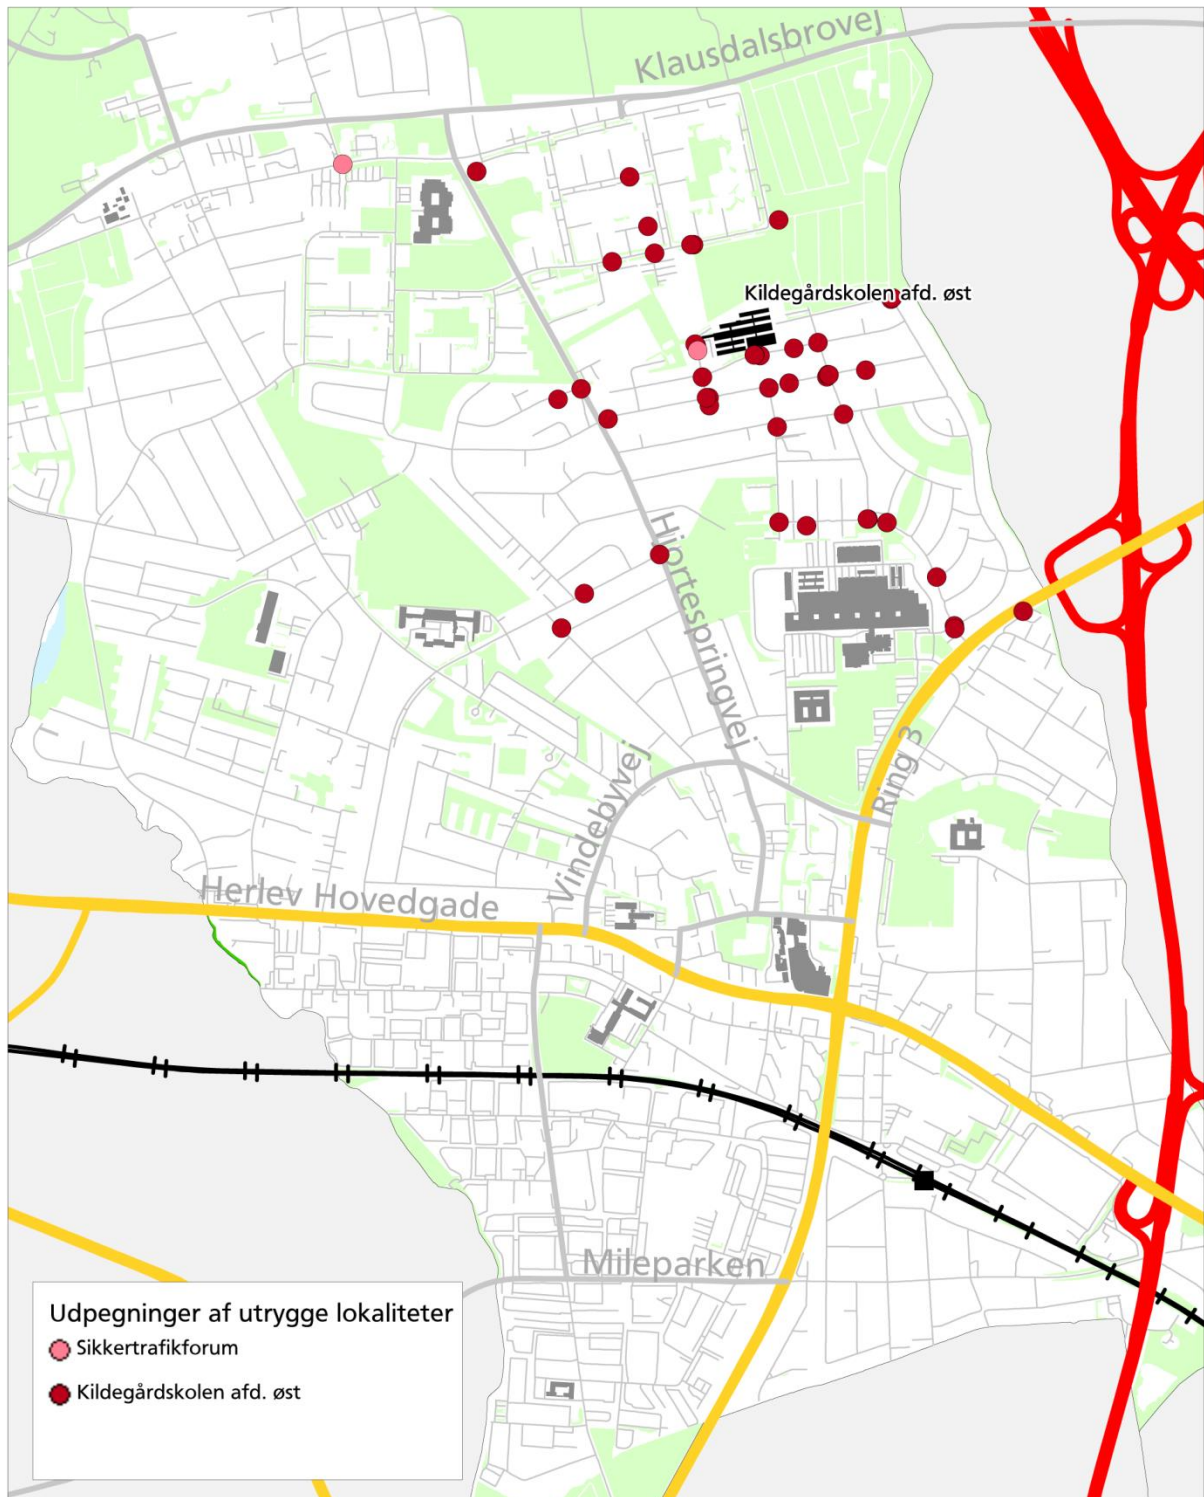 Klausdalsbrovej
Kildegårdskolen afd. øst
Hjortespringvej
Ring 3
Vindebyvej
Herlev Hovedgade
Mileparken
Udpegninger af utrygge lokaliteter
Sikkertrafikforum
Kildegårdskolen afd. øst